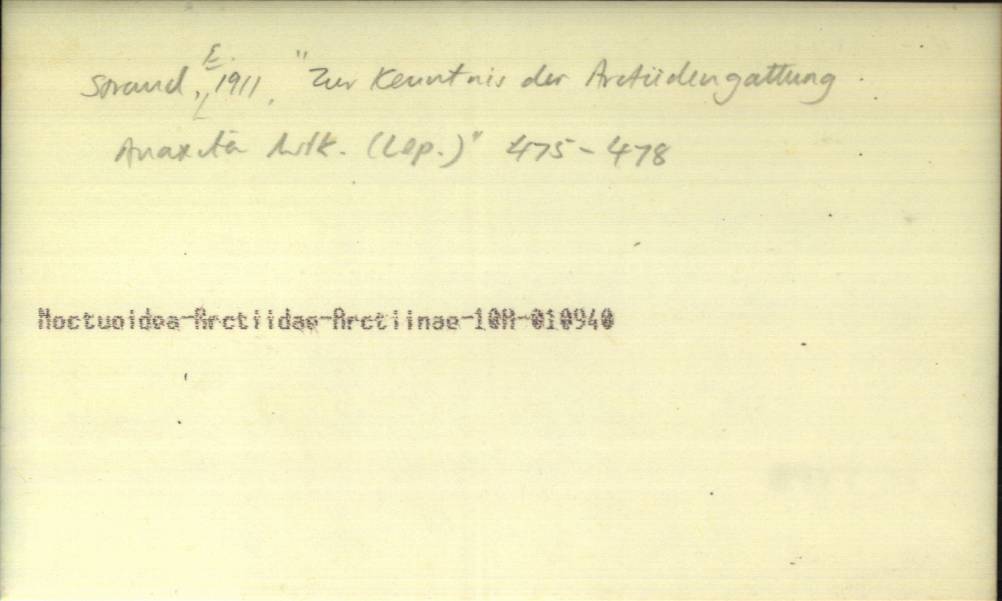 Strand, E. 1911, "Zur Kenntnis der Arctiidengattung
Anaxita Wlk. (Lep.)" 475-478
Noctuoidea-Arctiidae-Arctiinae-10A-010940